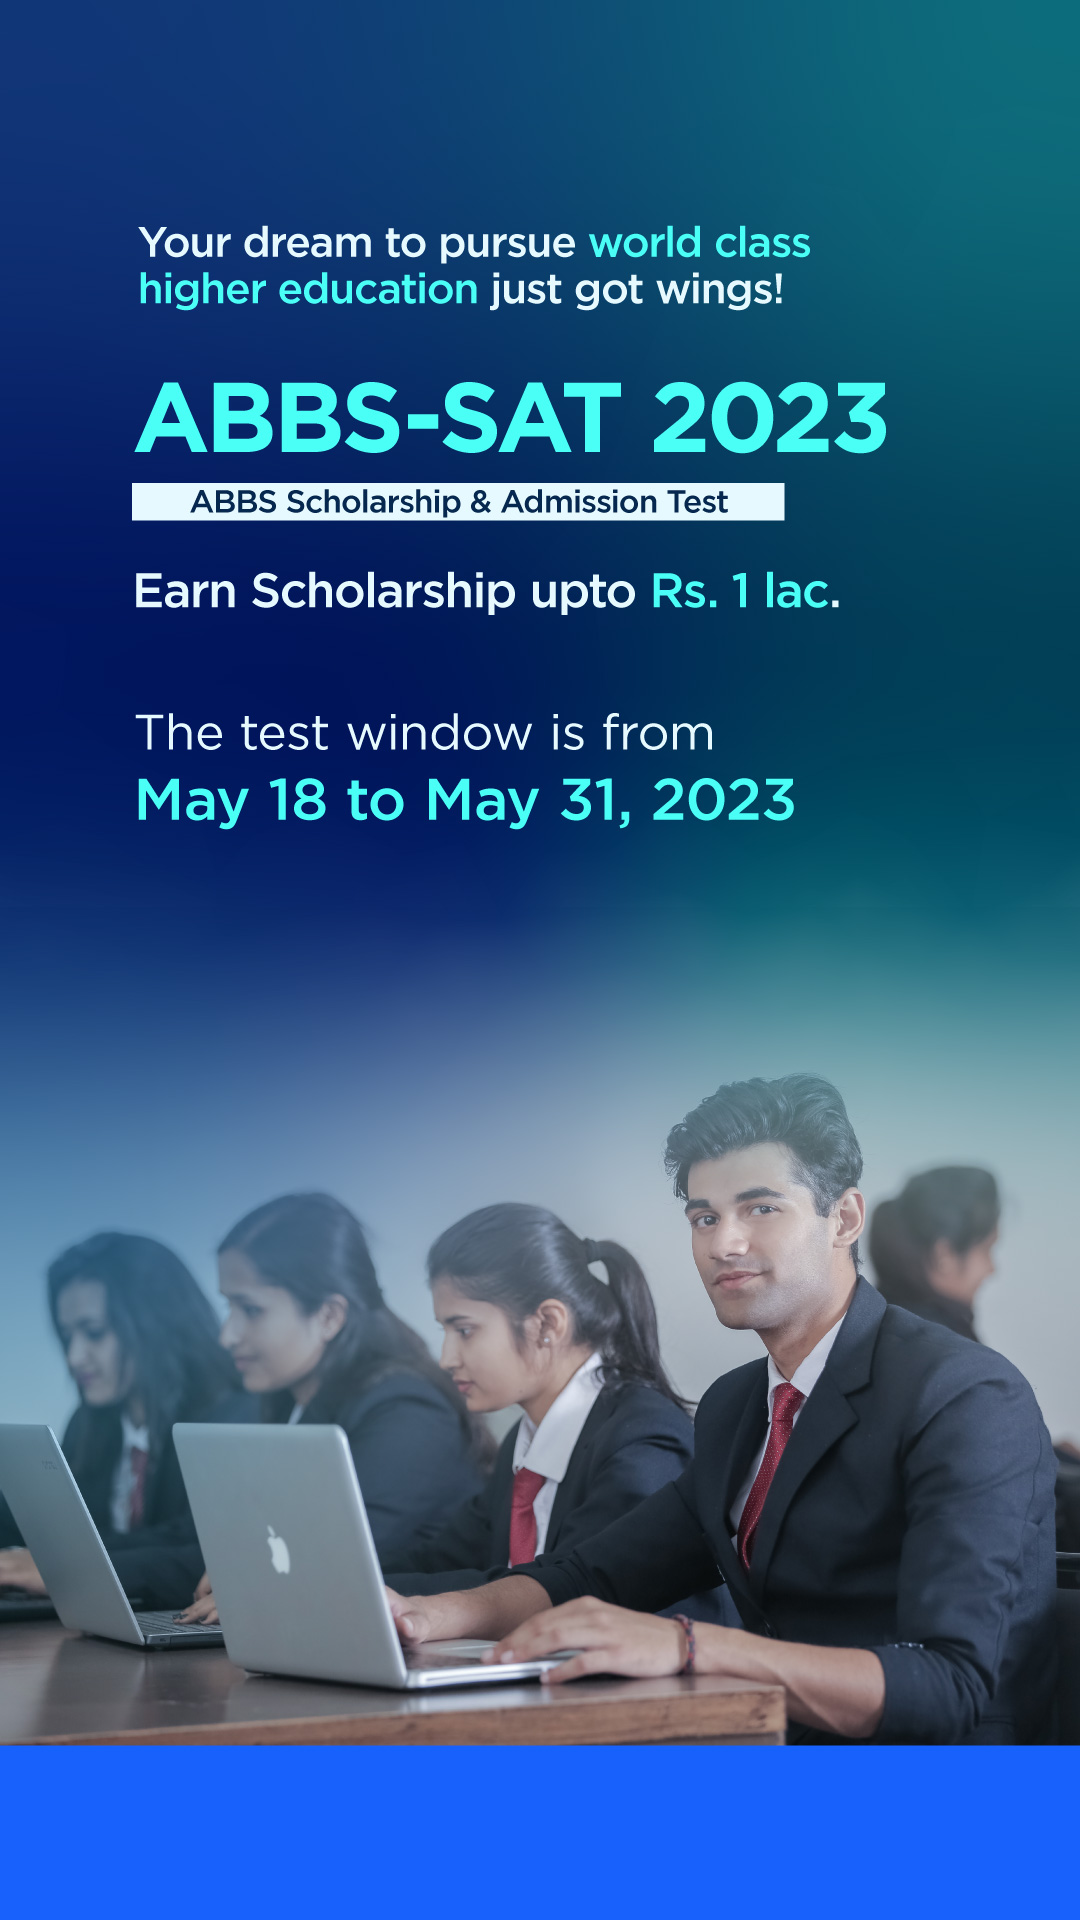 Your dream to pursue world class
higher education just got wings!
ABBS-SAT 2023
ABBS Scholarship & Admission Test
Earn Scholarship upto Rs. 1 lac.
The test window is from
May 18 to May 31, 2023